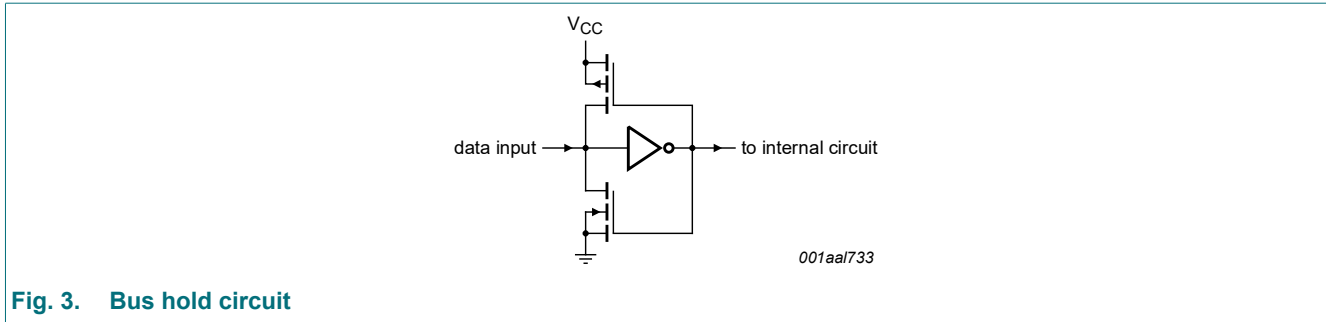 VCC
data input
to internal circuit
001aal733
Fig. 3. Bus hold circuit